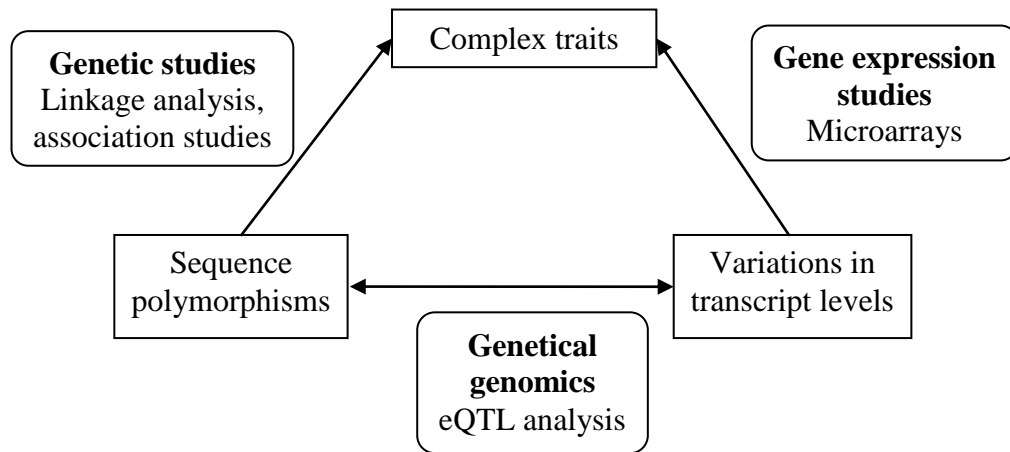 Complex traits
Genetic studies
Linkage analysis,
association studies
Gene expression
studies
Microarrays
Sequence
polymorphisms
Variations in
transcript levels
Genetical
genomics
eQTL analysis